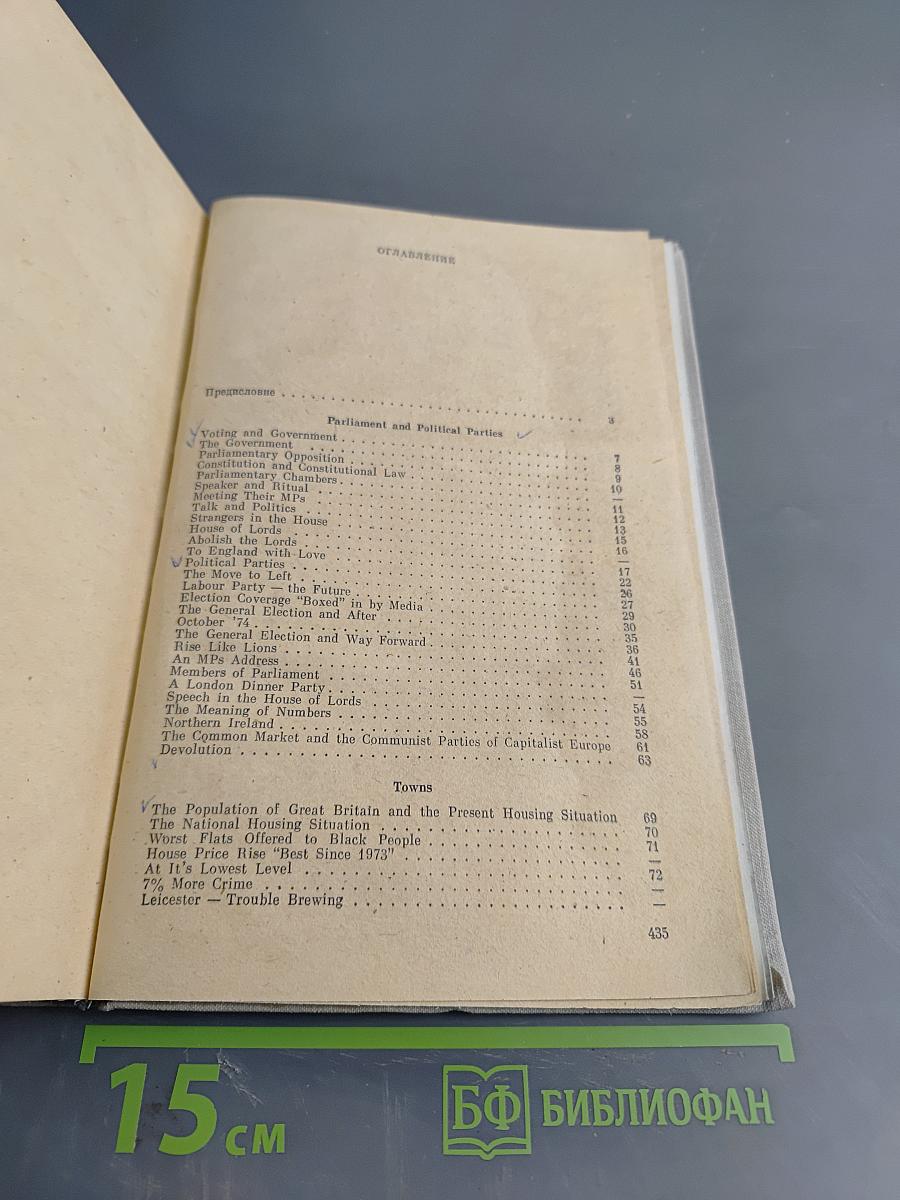 ОГЛАВЛЕНИЕ
Предисловие . . . . . 3
Parliament and Political Parties
Voting and Government . . . . . 7
The Government . . . . . 8
Parliamentary Opposition . . . . . 9
Constitution and Constitutional Law . . . . . 10
Parliamentary Chambers . . . . . —
Speaker and Ritual . . . . . 11
Meeting Their MPs . . . . . 12
Talk and Politics . . . . . 13
Strangers in the House . . . . . 15
House of Lords . . . . . 16
Abolish the Lords . . . . . —
To England with Love . . . . . 17
Political Parties . . . . . 22
The Move to Left . . . . . 26
Labour Party — the Future . . . . . 27
Election Coverage "Boxed" in by Media . . . . . 29
The General Election and After . . . . . 30
October '74 . . . . . 35
The General Election and Way Forward . . . . . 36
Rise Like Lions . . . . . 41
An MPs Address . . . . . 46
Members of Parliament . . . . . 51
A London Dinner Party . . . . . —
Speech in the House of Lords . . . . . 54
The Meaning of Numbers . . . . . 55
Northern Ireland . . . . . 58
The Common Market and the Communist Parties of Capitalist Europe 61
Devolution . . . . . 63
Towns
The Population of Great Britain and the Present Housing Situation 69
The National Housing Situation . . . . . 70
Worst Flats Offered to Black People . . . . . 71
House Price Rise "Best Since 1973" . . . . . —
At It's Lowest Level . . . . . 72
7% More Crime . . . . . —
Leicester — Trouble Brewing . . . . . —
435
15 см
БФ БИБЛИОФАН